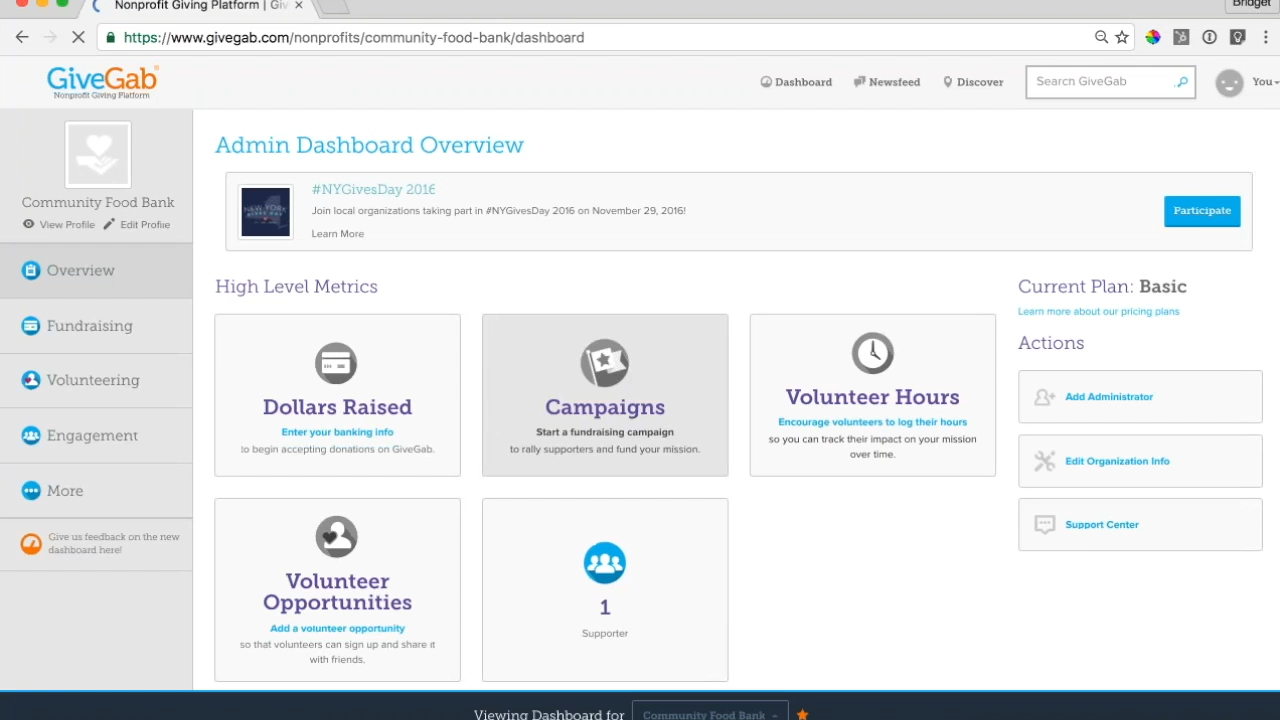 Nonprofit Giving Platform | Giv
Bridget
https://www.givegab.com/nonprofits/community-food-bank/dashboard
GiveGab
Nonprofit Giving Platform
Dashboard
Newsfeed
Discover
Search GiveGab
You
Community Food Bank
View Profile
Edit Profile
Overview
Fundraising
Volunteering
Engagement
More
Give us feedback on the new
dashboard here!
Admin Dashboard Overview
NEW YORK
#NYGivesDay 2016
Join local organizations taking part in #NYGivesDay 2016 on November 29, 2016!
Learn More
Participate
High Level Metrics
Dollars Raised
Enter your banking info
to begin accepting donations on GiveGab.
Campaigns
Start a fundraising campaign
to rally supporters and fund your mission.
Volunteer Hours
Encourage volunteers to log their hours
so you can track their impact on your mission
over time.
Volunteer
Opportunities
Add a volunteer opportunity
so that volunteers can sign up and share it
with friends.
1
Supporter
Current Plan: Basic
Learn more about our pricing plans
Actions
Add Administrator
Edit Organization Info
Support Center
Viewing Dashboard for
Community Food Bank